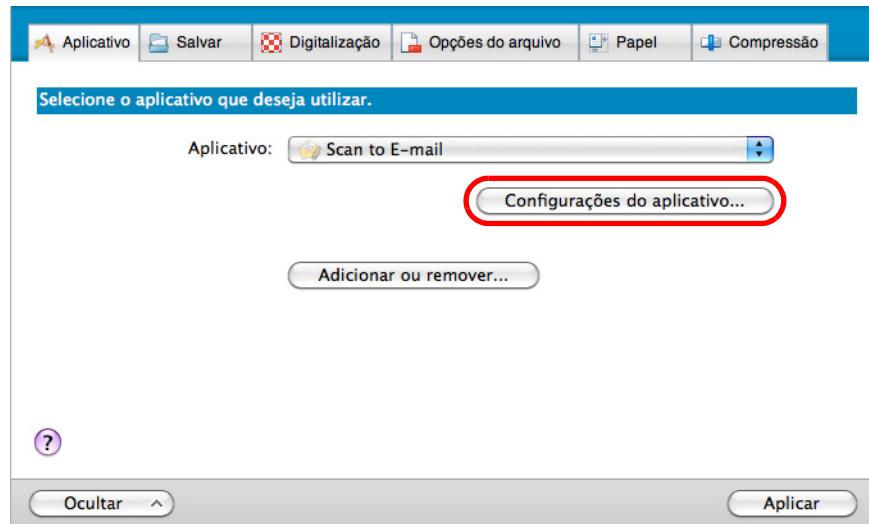 Aplicativo Salvar Digitalização Opções do arquivo Papel Compressão
Selecione o aplicativo que deseja utilizar.
Aplicativo: Scan to E-mail
Configurações do aplicativo...
Adicionar ou remover...
?
Ocultar Aplicar